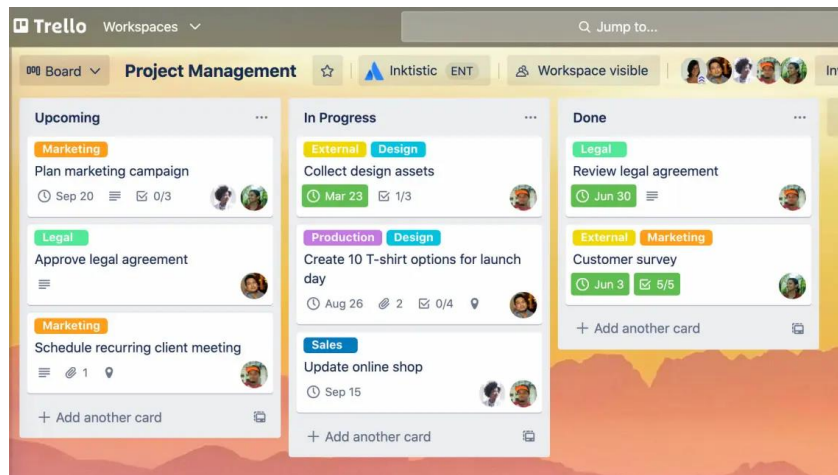 Trello Workspaces Jump to...
Board Project Management Inktistic ENT Workspace visible
Upcoming
Marketing
Plan marketing campaign
Sep 20 0/3
Legal
Approve legal agreement
Marketing
Schedule recurring client meeting
1
+ Add another card
In Progress
External Design
Collect design assets
Mar 23 1/3
Production Design
Create 10 T-shirt options for launch
day
Aug 26 2 0/4
Sales
Update online shop
Sep 15
+ Add another card
Done
Legal
Review legal agreement
Jun 30
External Marketing
Customer survey
Jun 3 5/5
+ Add another card